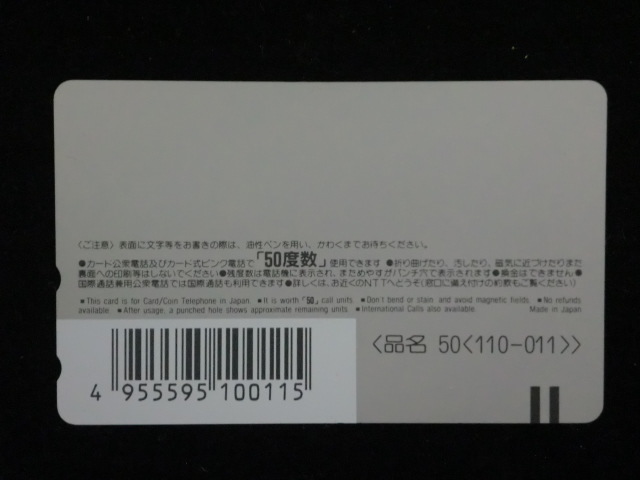 〈ご注意〉表面に文字等をお書きの際は、油性ペンを用い、かわくまでお待ちください。
●カード公衆電話及びカード式ピンク電話で「50度数」使用できます●折り曲げたり、汚したり、磁気に近づけたりまた
裏面への印刷等はしないでください●残度数は電話機に表示され、またためやすがパンチ穴で表示されます●換金はできません●
国際通話兼用公衆電話では国際通話も利用できます●詳しくは、お近くのNTTへどうぞ(窓口に備え付けの約款もご覧ください)
■This card is for Card/Coin Telephone in Japan. ■It is worth「50」call units ■Don't bend or stain and avoid magnetic fields. ■No refunds
available. ■After usage, a punched hole shows approximate remaining units. ■International Calls also available. Made in Japan
〈品名 50〈110-011〉〉
4 955595 100115